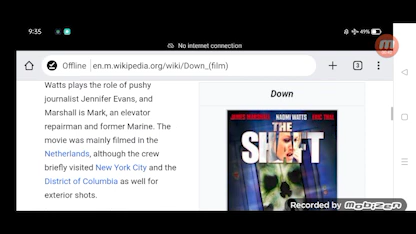 9:35
49%
No internet connection
Offline
en.m.wikipedia.org/wiki/Down_(film)
3
Watts plays the role of pushy
journalist Jennifer Evans, and
Marshall is Mark, an elevator
repairman and former Marine. The
movie was mainly filmed in the
Netherlands, although the crew
briefly visited New York City and the
District of Columbia as well for
exterior shots.
Down
JAMES MARSHALL NAOMI WATTS ERIC THAL
THE
SHAFT
Recorded by
mobizen